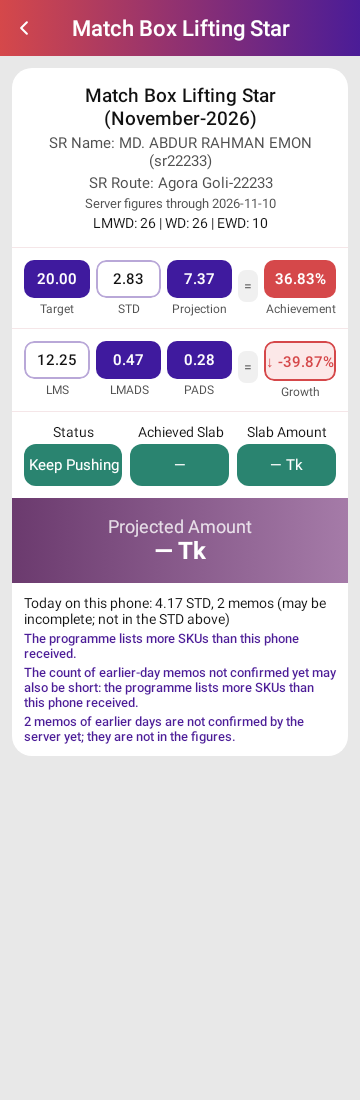 Match Box Lifting Star
Match Box Lifting Star
(November-2026)
SR Name: MD. ABDUR RAHMAN EMON
(sr22233)
SR Route: Agora Goli-22233
Server figures through 2026-11-10
LMWD: 26 | WD: 26 | EWD: 10
20.00 2.83 7.37 = 36.83%
Target STD Projection Achievement
12.25 0.47 0.28 = ↓ -39.87%
LMS LMADS PADS Growth
Status Achieved Slab Slab Amount
Keep Pushing — — Tk
Projected Amount
— Tk
Today on this phone: 4.17 STD, 2 memos (may be
incomplete; not in the STD above)
The programme lists more SKUs than this phone
received.
The count of earlier-day memos not confirmed yet may
also be short: the programme lists more SKUs than
this phone received.
2 memos of earlier days are not confirmed by the
server yet; they are not in the figures.